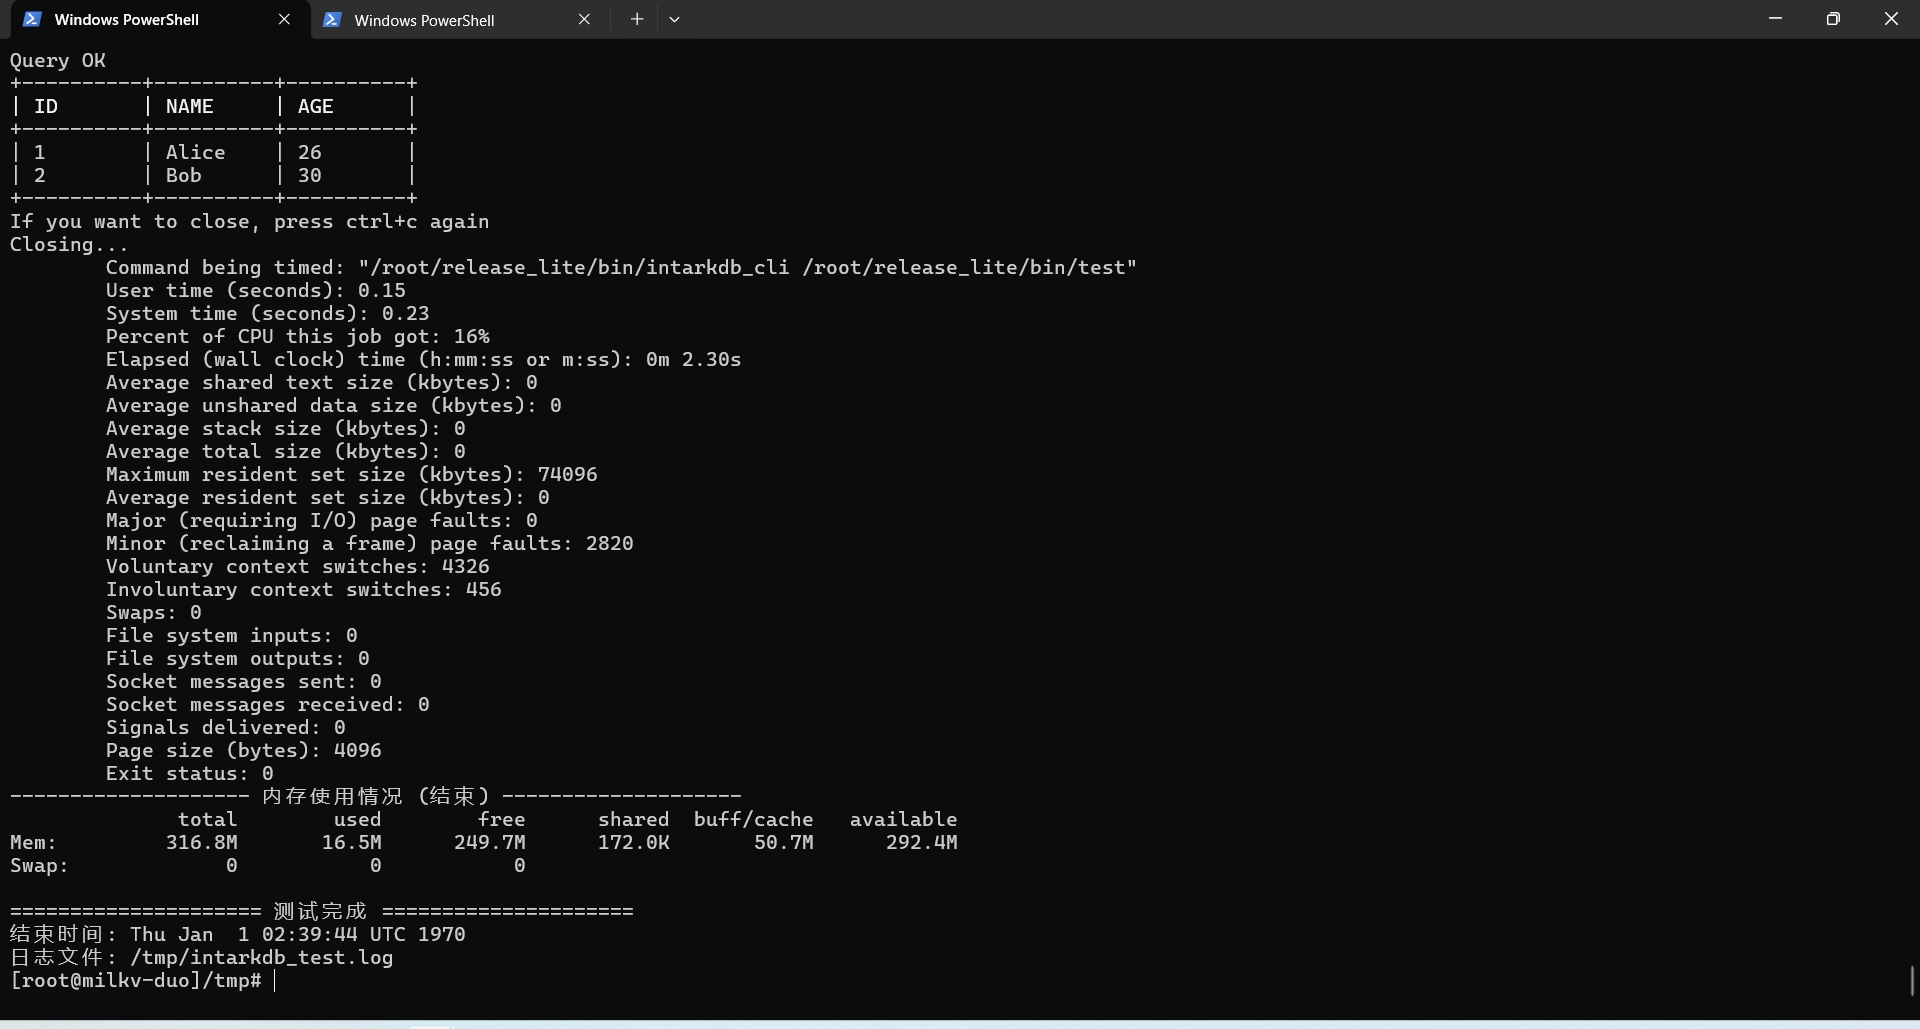 Windows PowerShell
Windows PowerShell
Query OK
+----------+----------+----------+
| ID       | NAME     | AGE      |
+----------+----------+----------+
| 1        | Alice    | 26       |
| 2        | Bob      | 30       |
+----------+----------+----------+
If you want to close, press ctrl+c again
Closing...
        Command being timed: "/root/release_lite/bin/intarkdb_cli /root/release_lite/bin/test"
        User time (seconds): 0.15
        System time (seconds): 0.23
        Percent of CPU this job got: 16%
        Elapsed (wall clock) time (h:mm:ss or m:ss): 0m 2.30s
        Average shared text size (kbytes): 0
        Average unshared data size (kbytes): 0
        Average stack size (kbytes): 0
        Average total size (kbytes): 0
        Maximum resident set size (kbytes): 74096
        Average resident set size (kbytes): 0
        Major (requiring I/O) page faults: 0
        Minor (reclaiming a frame) page faults: 2820
        Voluntary context switches: 4326
        Involuntary context switches: 456
        Swaps: 0
        File system inputs: 0
        File system outputs: 0
        Socket messages sent: 0
        Socket messages received: 0
        Signals delivered: 0
        Page size (bytes): 4096
        Exit status: 0
-------------------- 内存使用情况 (结束) --------------------
              total        used        free      shared  buff/cache   available
Mem:         316.8M       16.5M      249.7M      172.0K       50.7M      292.4M
Swap:             0           0           0
===================== 测试完成 =====================
结束时间: Thu Jan  1 02:39:44 UTC 1970
日志文件: /tmp/intarkdb_test.log
[root@milkv-duo]/tmp#